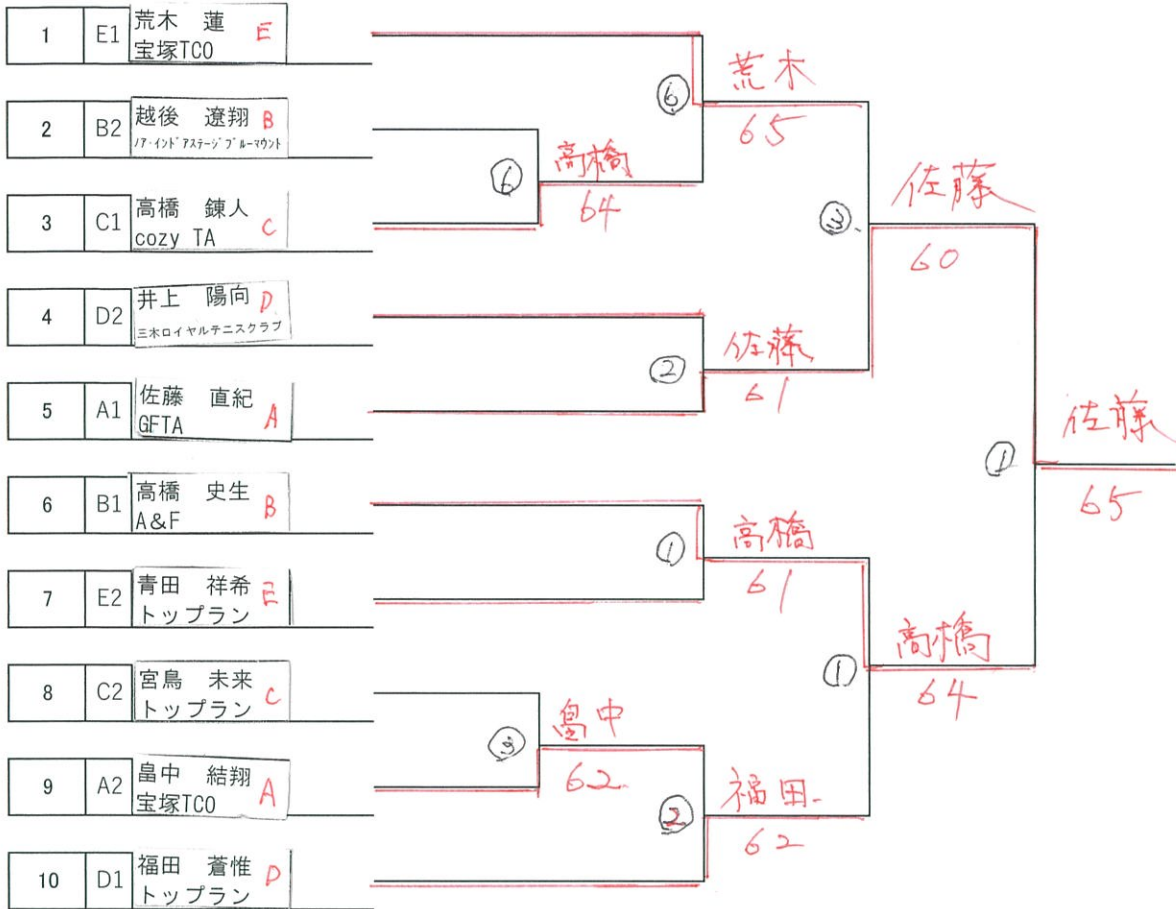 1 E1 荒木 蓮 E
宝塚TCO
2 B2 越後 遼翔 B
ノア・インドアステージブルーマウント
3 C1 高橋 錬人 C
cozy TA
4 D2 井上 陽向 D
三木ロイヤルテニスクラブ
5 A1 佐藤 直紀 A
GFTA
6 B1 高橋 史生 B
A&F
7 E2 青田 祥希 E
トップラン
8 C2 宮鳥 未来 C
トップラン
9 A2 畠中 結翔 A
宝塚TCO
10 D1 福田 蒼惟 D
トップラン
⑥ 高橋
64
③ 畠中
62
⑥ 荒木
65
② 佐藤
61
① 高橋
61
② 福田
62
③ 佐藤
60
① 高橋
64
① 佐藤
65